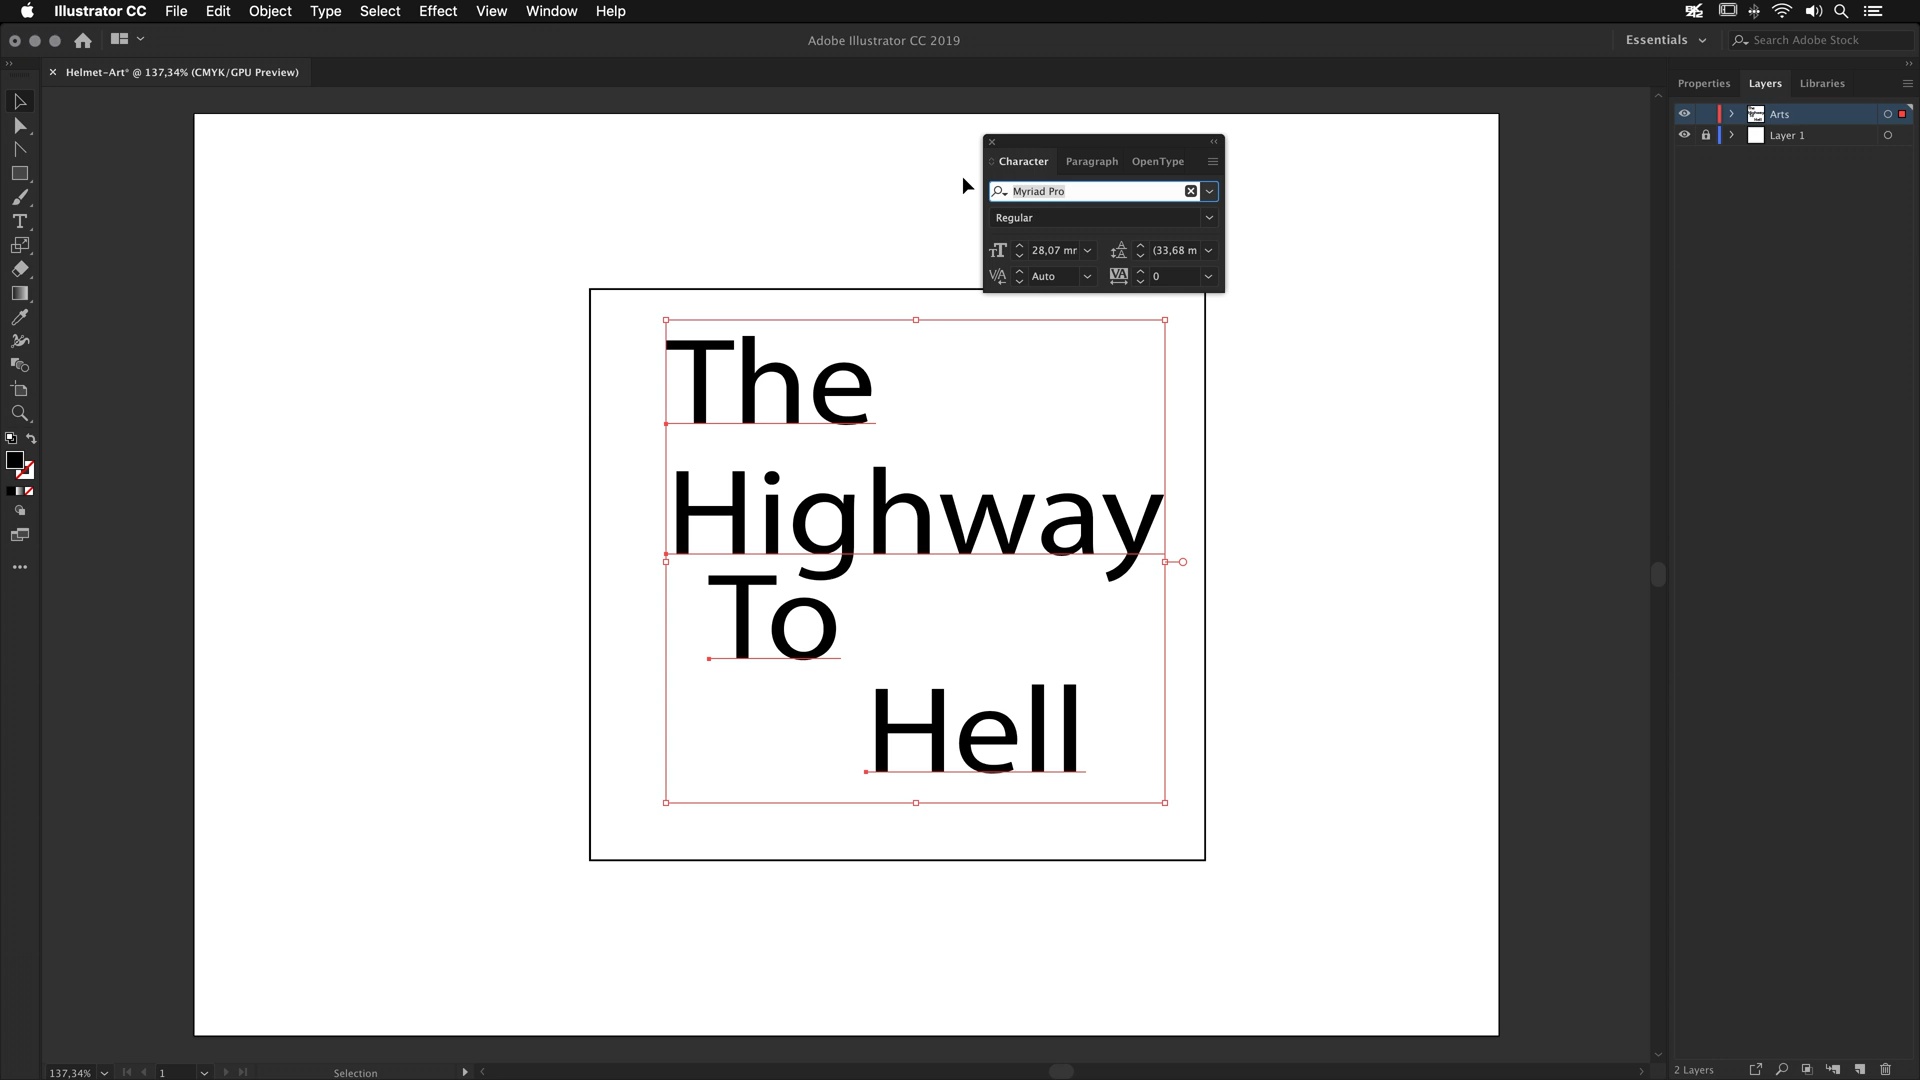 Illustrator CC File Edit Object Type Select Effect View Window Help
Adobe Illustrator CC 2019
Essentials
Search Adobe Stock
× Helmet-Art* @ 137,34% (CMYK/GPU Preview)
Properties Layers Libraries
Arts
Layer 1
Character Paragraph OpenType
Myriad Pro
Regular
28,07 mr
(33,68 m
Auto
0
The
Highway
To
Hell
137,34%
1
Selection
2 Layers